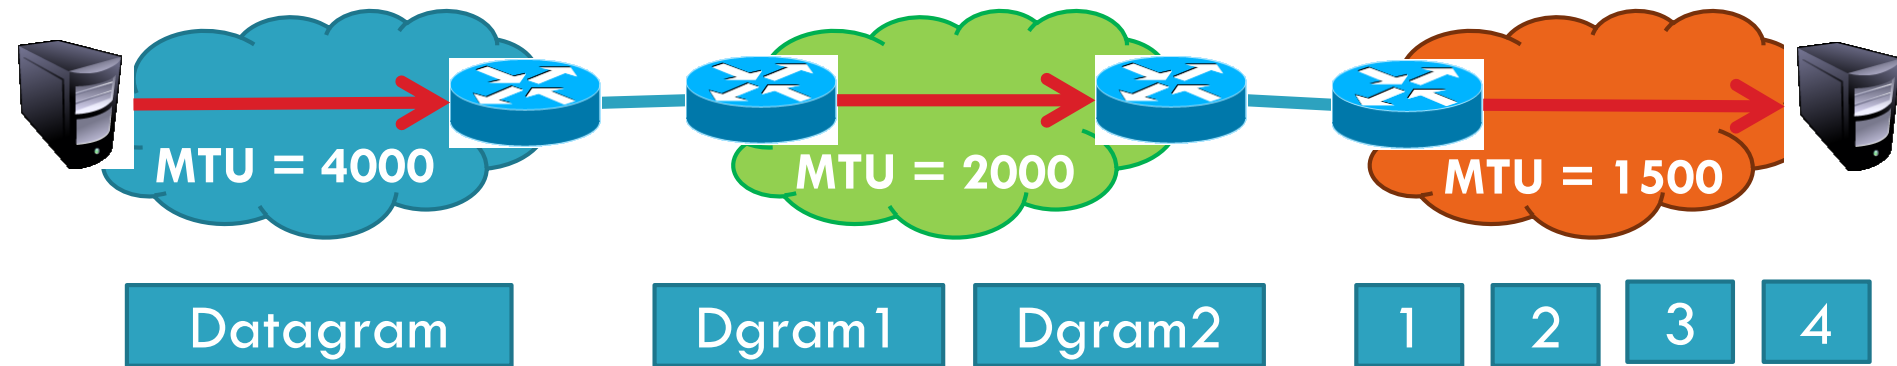 MTU = 4000
MTU = 2000
MTU = 1500
Datagram
Dgram1
Dgram2
1
2
3
4